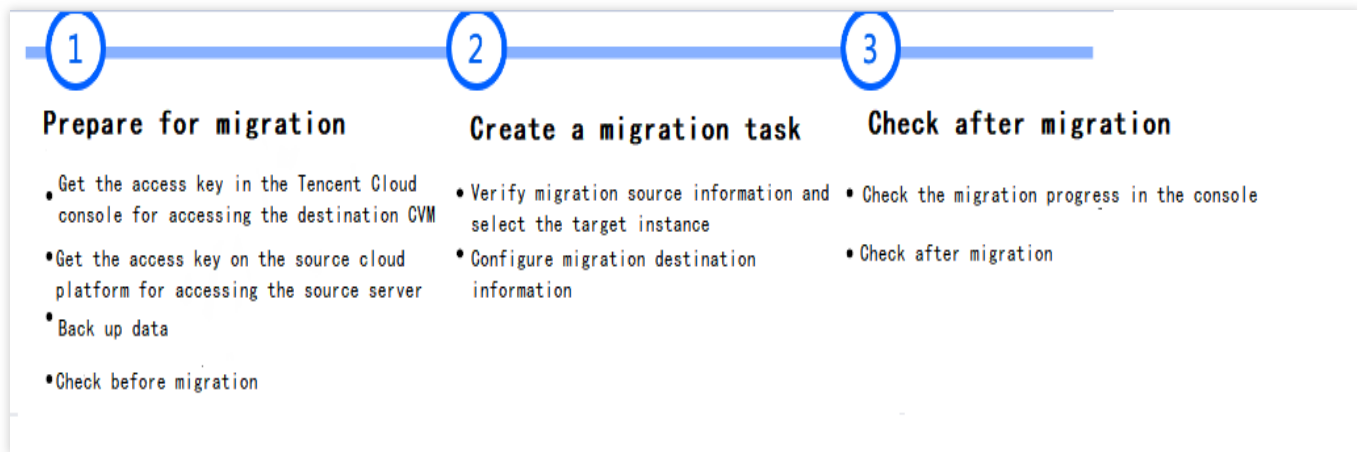 1
Prepare for migration
• Get the access key in the Tencent Cloud
console for accessing the destination CVM
• Get the access key on the source cloud
platform for accessing the source server
• Back up data
• Check before migration
2
Create a migration task
• Verify migration source information and
select the target instance
• Configure migration destination
information
3
Check after migration
• Check the migration progress in the console
• Check after migration